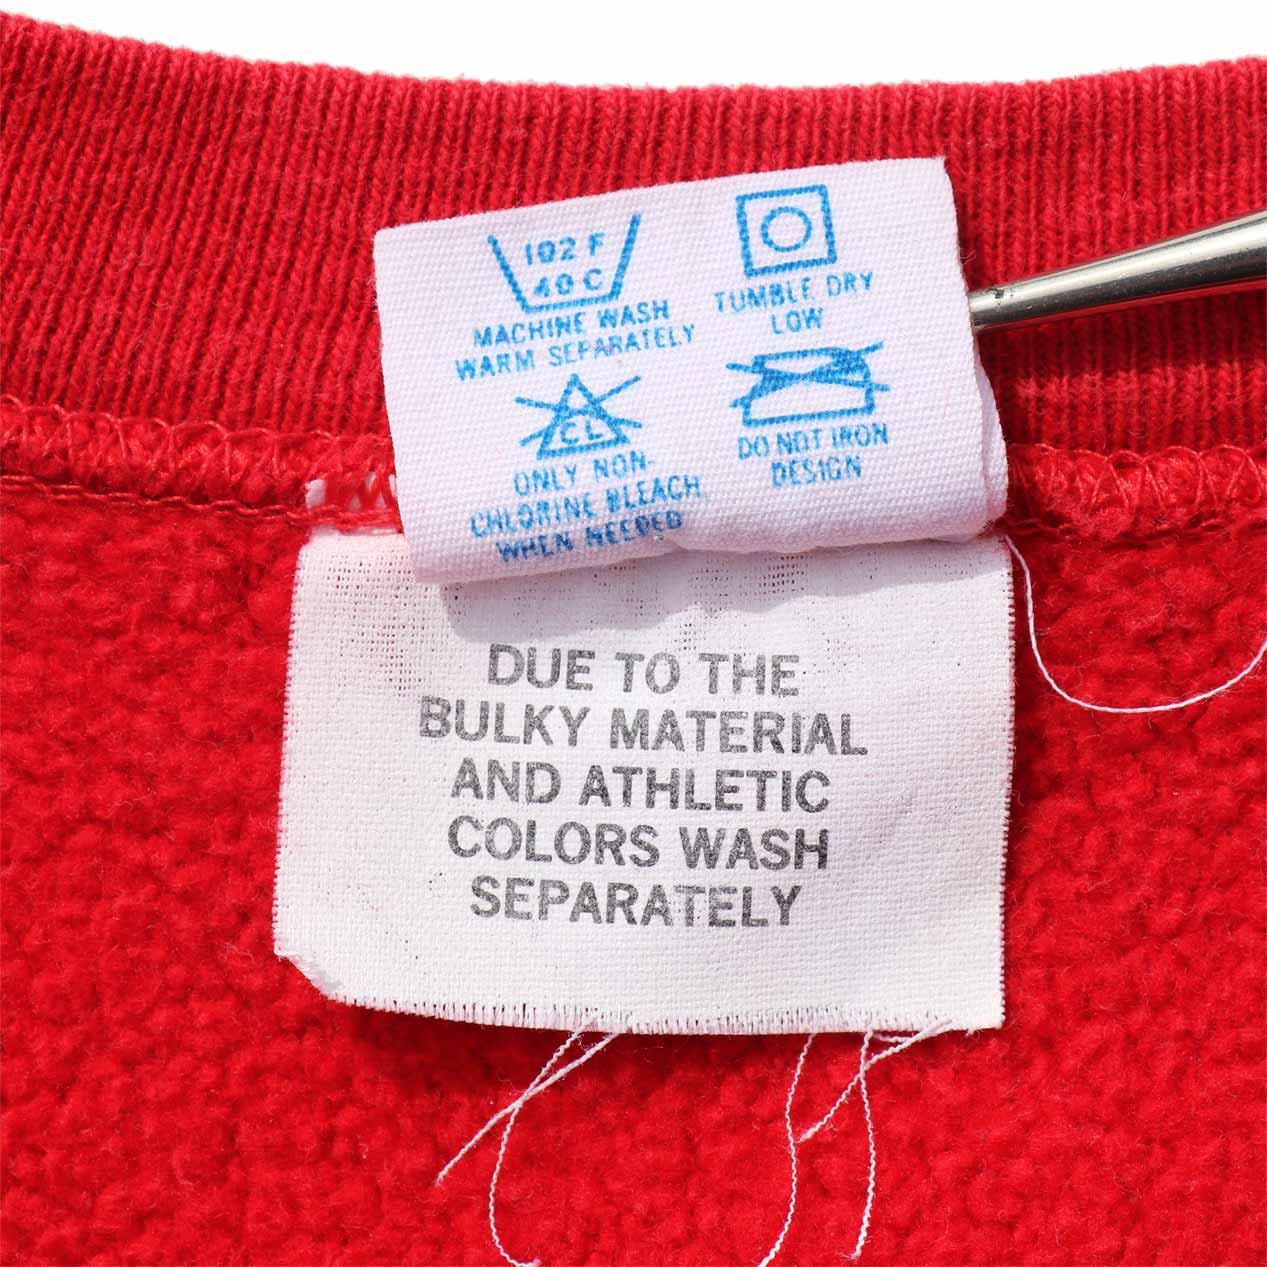 102 F
40 C
MACHINE WASH
WARM SEPARATELY
TUMBLE DRY
LOW
CL
ONLY NON-
CHLORINE BLEACH
WHEN NEEDED
DO NOT IRON
DESIGN
DUE TO THE
BULKY MATERIAL
AND ATHLETIC
COLORS WASH
SEPARATELY